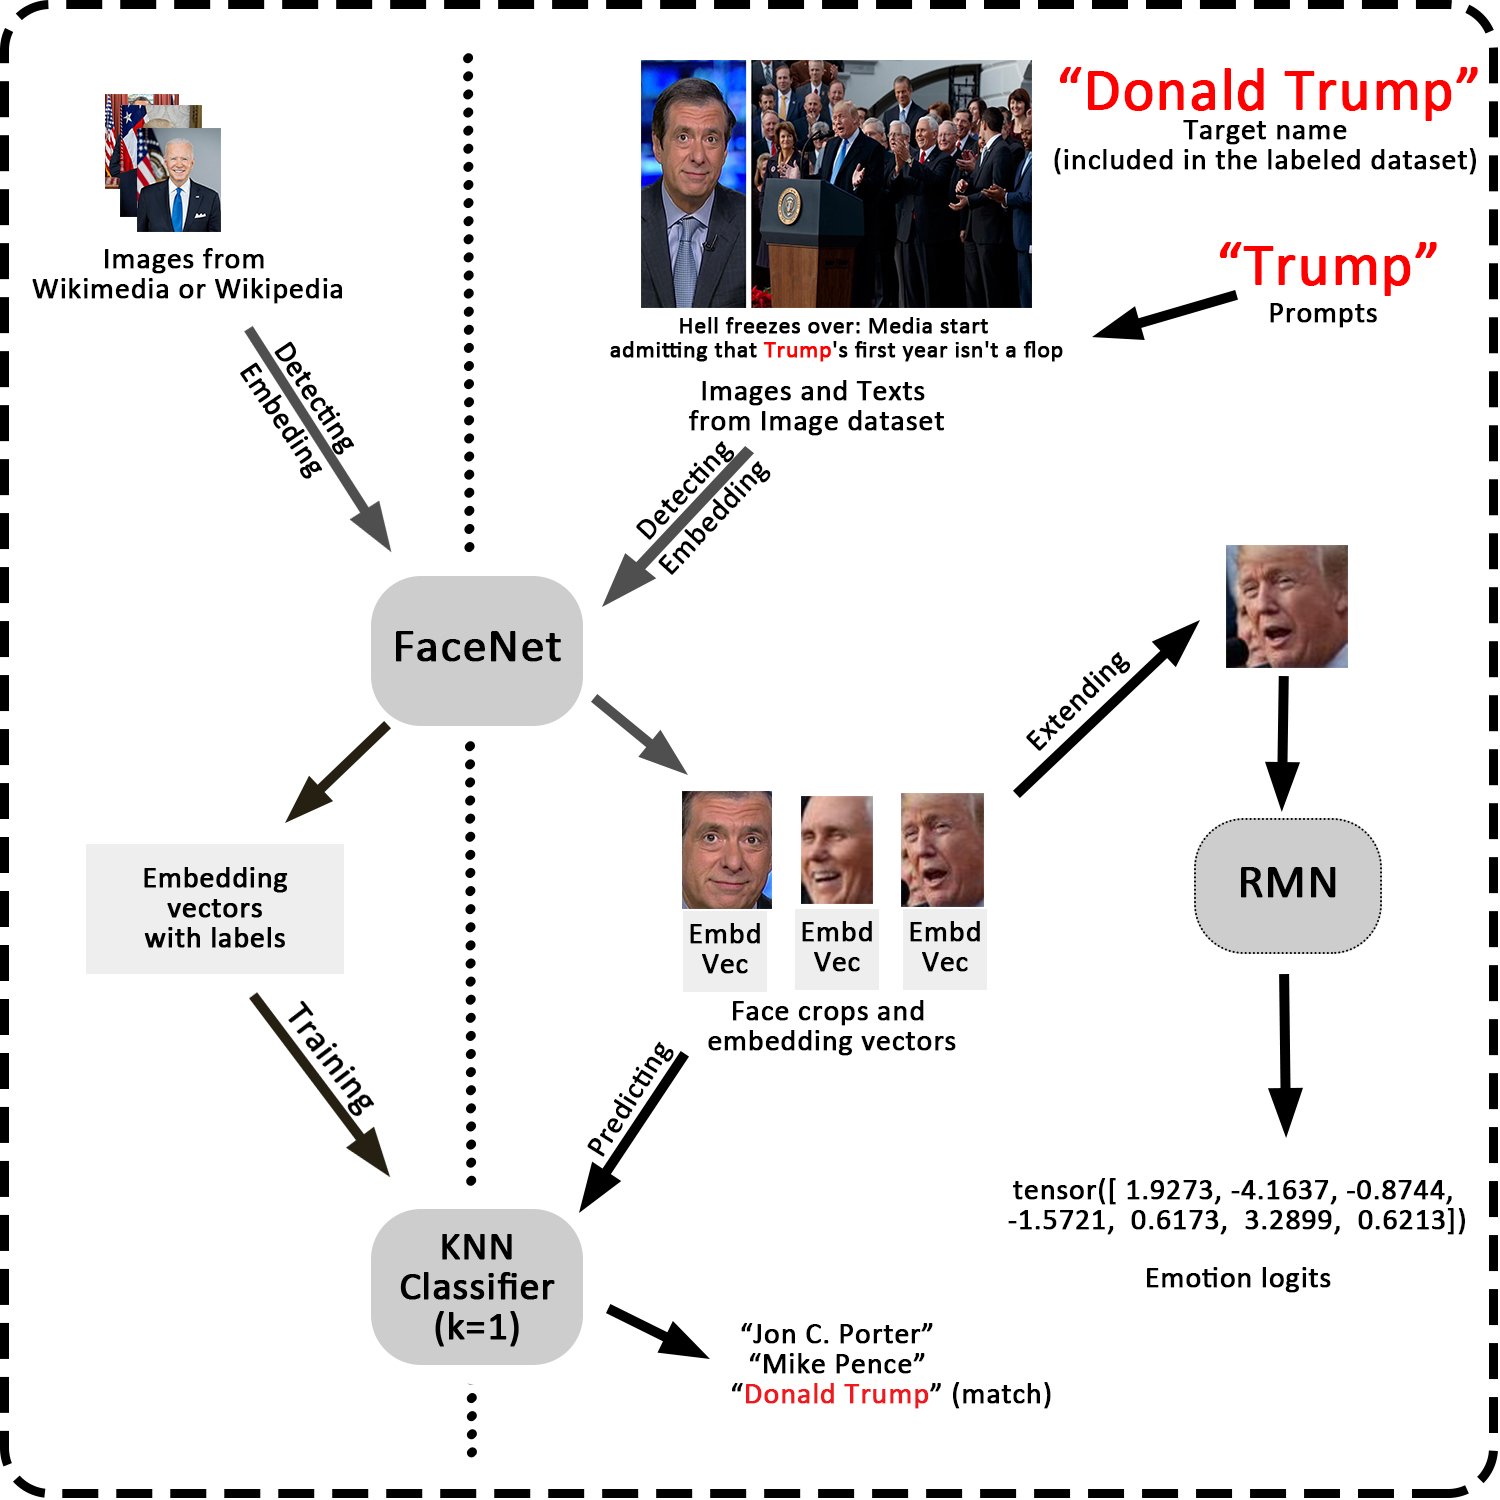 “Donald Trump”
Target name
(included in the labeled dataset)
“Trump”
Prompts
Images from
Wikimedia or Wikipedia
Hell freezes over: Media start
admitting that Trump's first year isn't a flop
Images and Texts
from Image dataset
Detecting
Embeding
Detecting
Embedding
FaceNet
Extending
Embedding
vectors
with labels
Embd
Vec
Embd
Vec
Embd
Vec
Face crops and
embedding vectors
RMN
Training
Predicting
tensor([ 1.9273, -4.1637, -0.8744,
-1.5721, 0.6173, 3.2899, 0.6213])
Emotion logits
KNN
Classifier
(k=1)
“Jon C. Porter”
“Mike Pence”
“Donald Trump” (match)